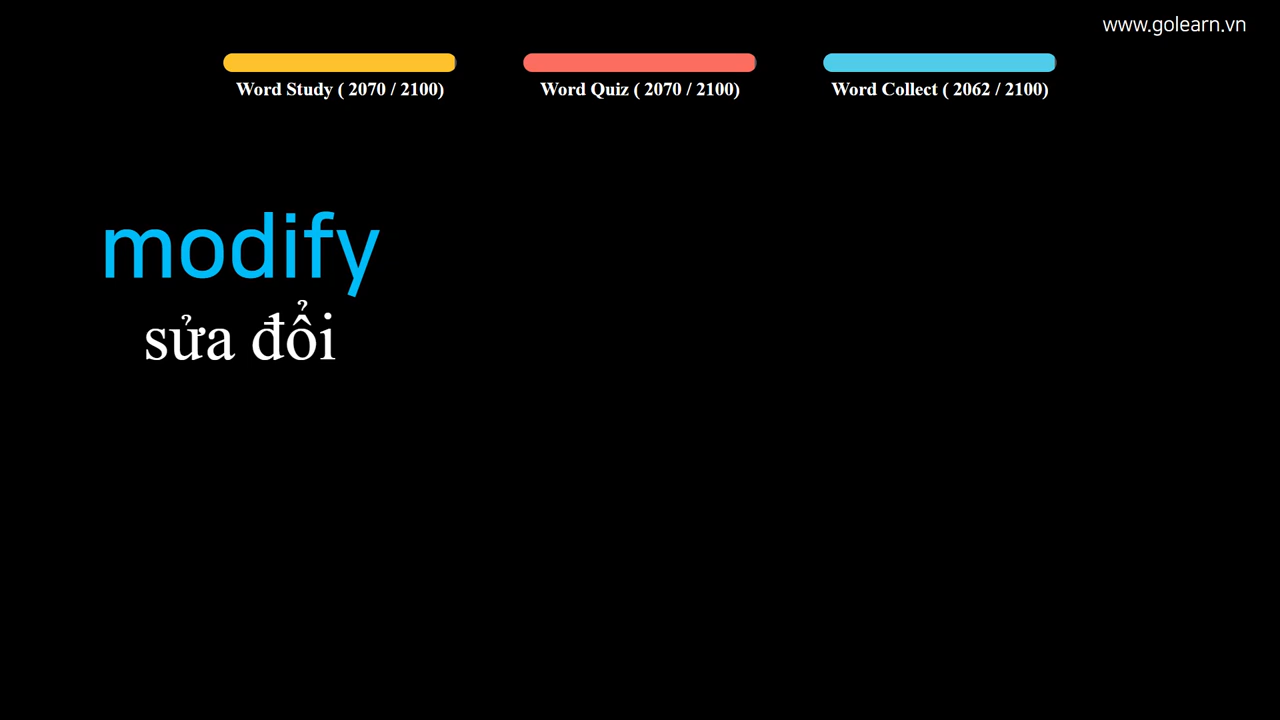 www.golearn.vn
Word Study ( 2070 / 2100)
Word Quiz ( 2070 / 2100)
Word Collect ( 2062 / 2100)
modify
sửa đổi